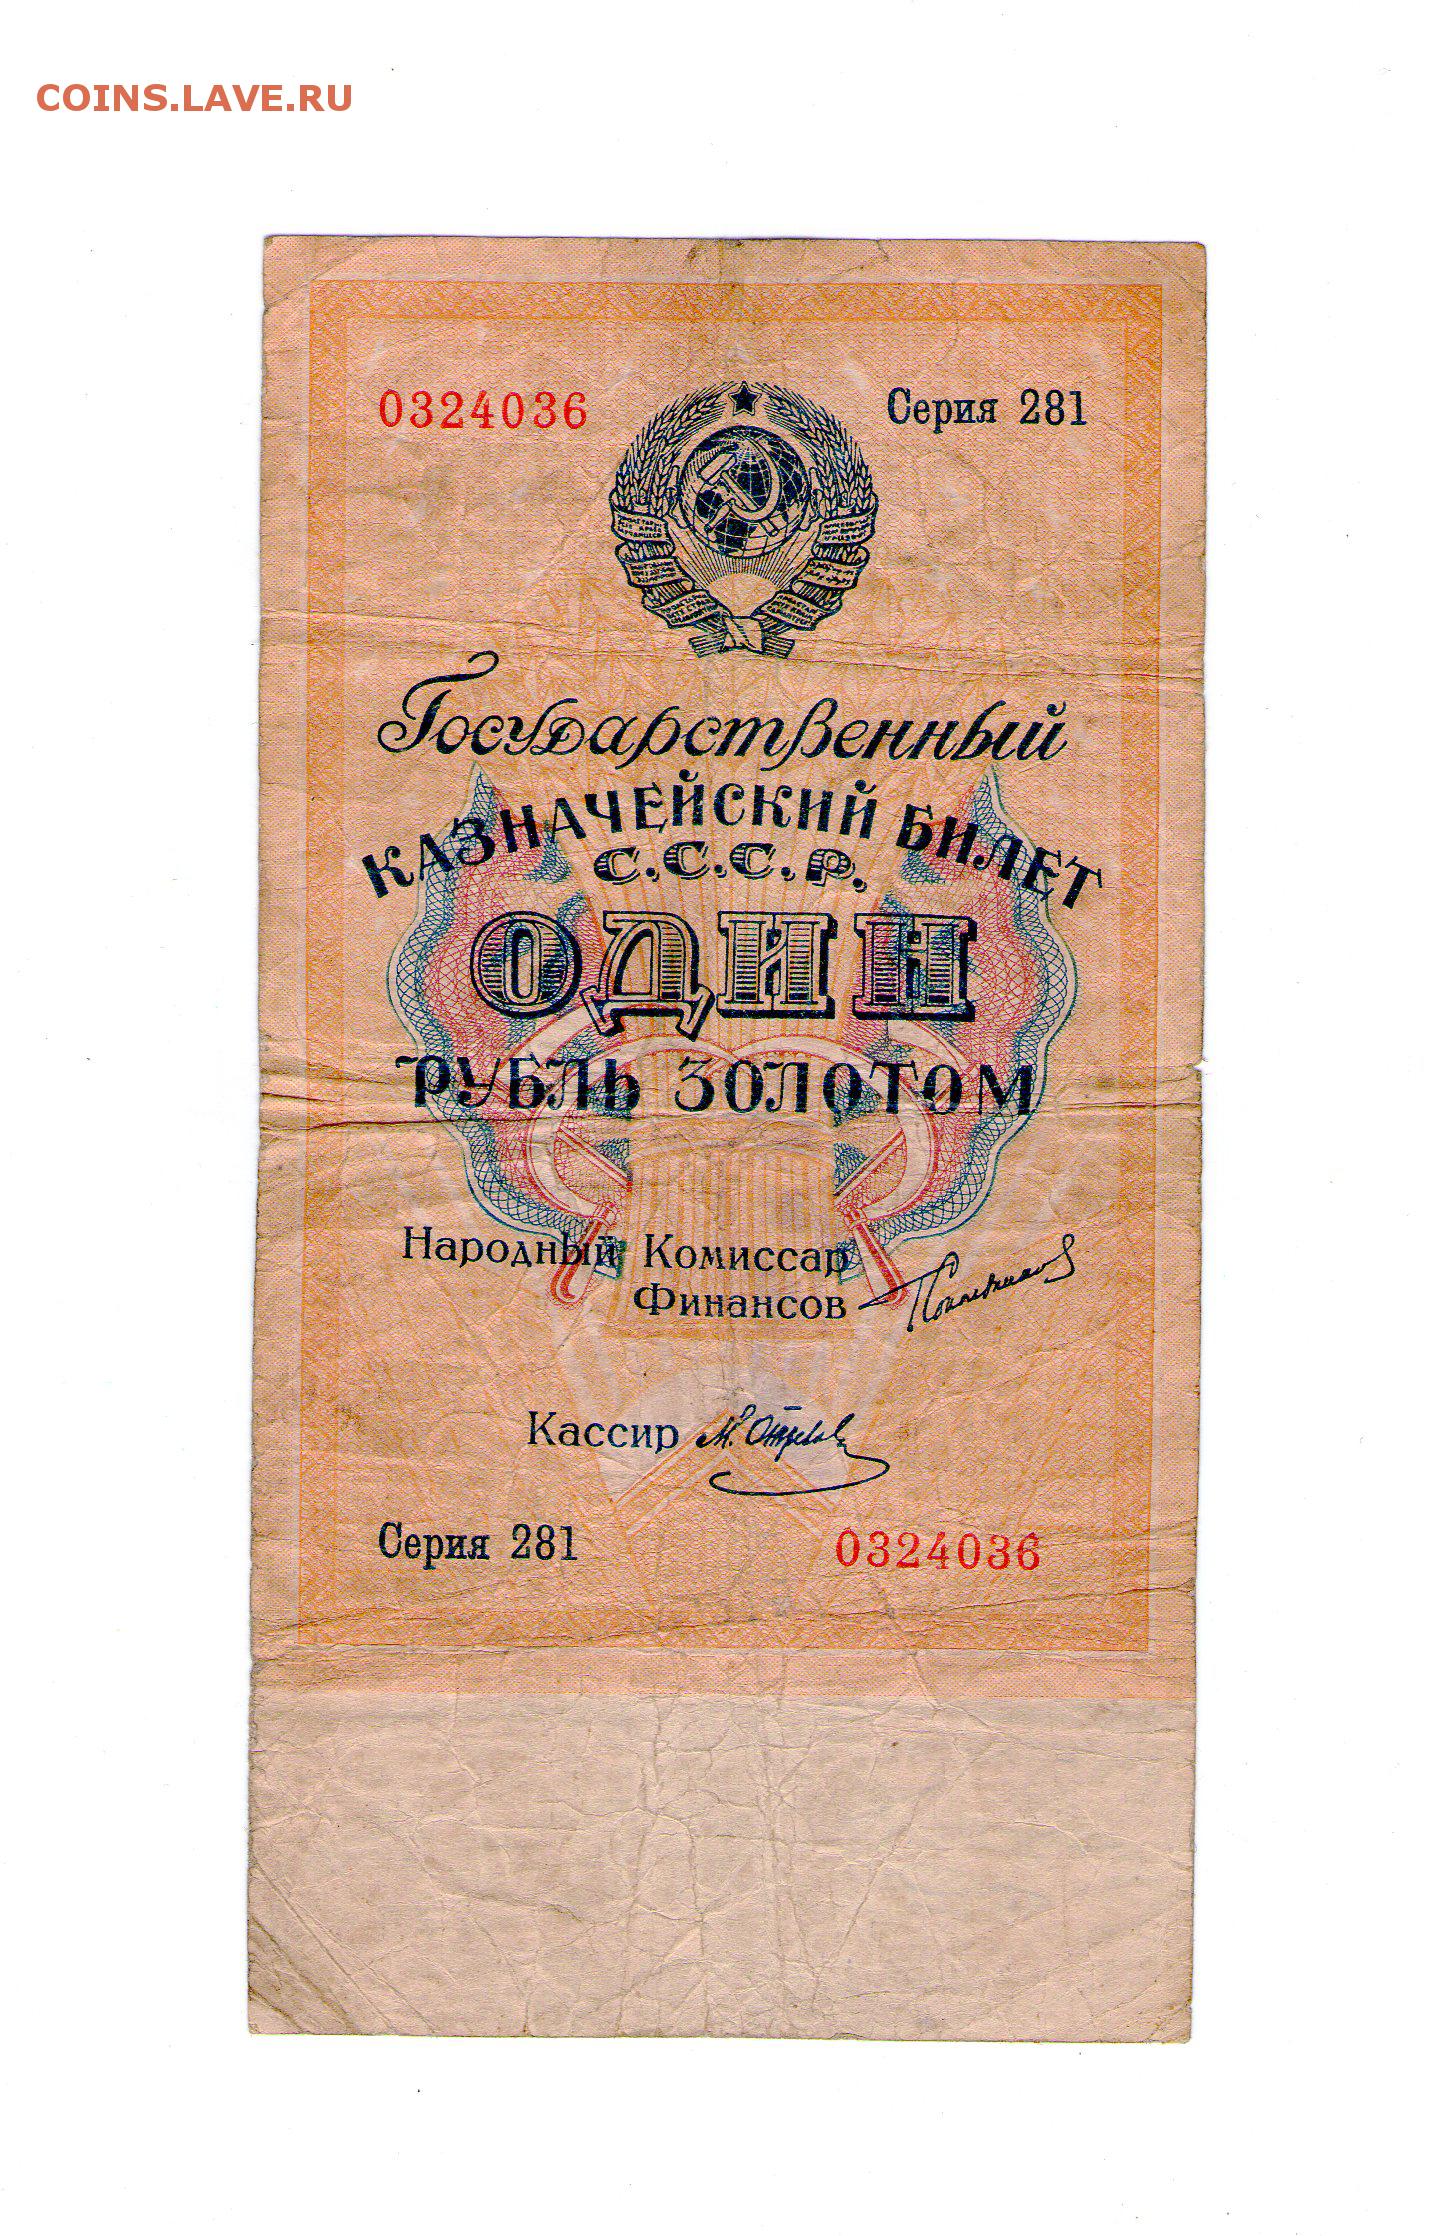 COINS.LAVE.RU
0324036 Серия 281
Государственный
КАЗНАЧЕЙСКИЙ БИЛЕТ
С.С.С.Р.
ОДИН
РУБЛЬ ЗОЛОТОМ
Народный Комиссар
Финансов
Кассир
Серия 281 0324036